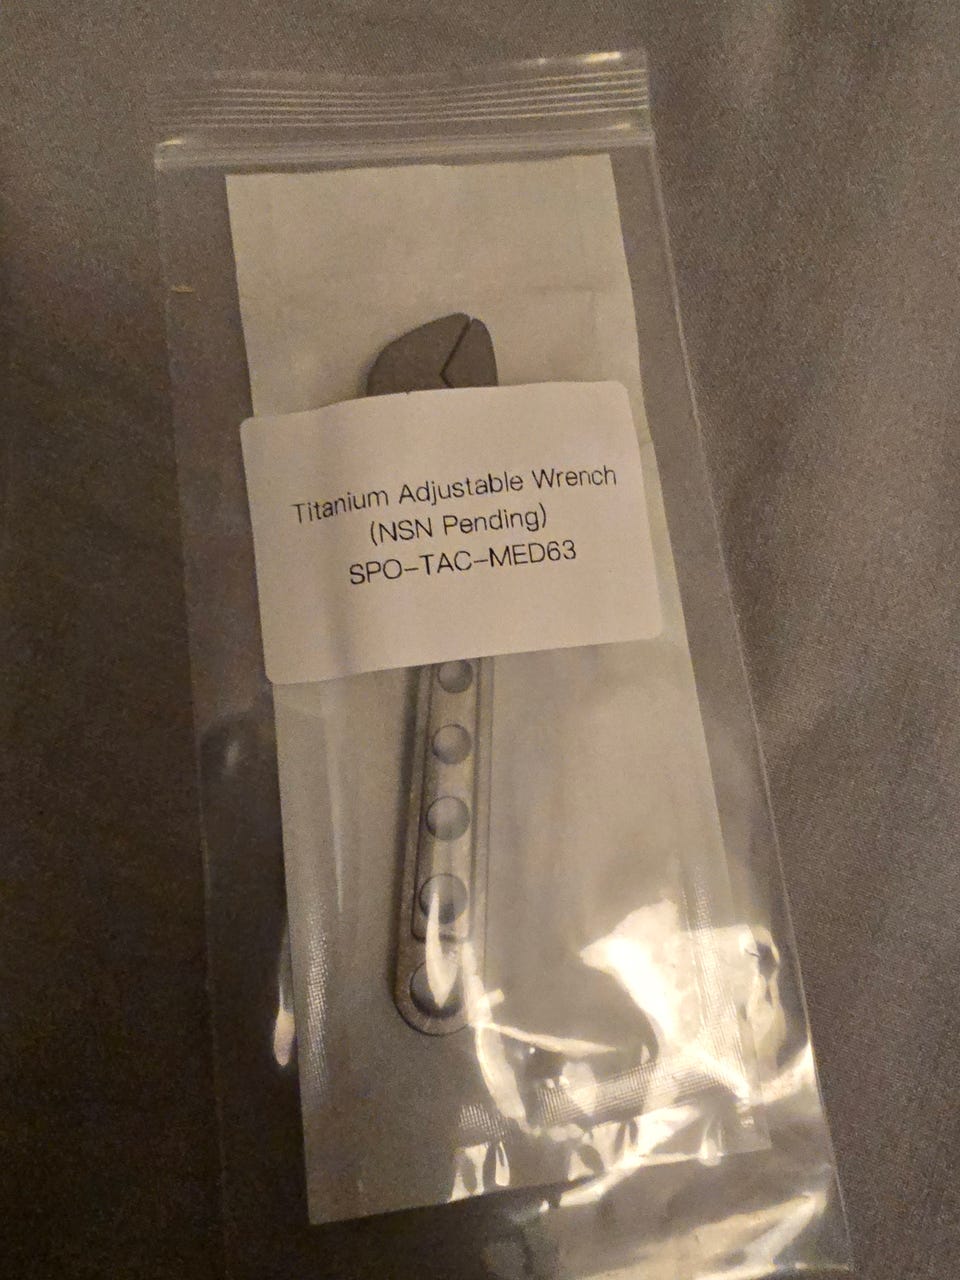 Titanium Adjustable Wrench
(NSN Pending)
SPO-TAC-MED63